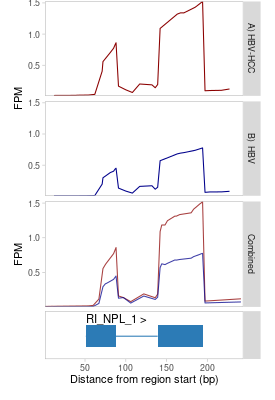 1.5
1.0
0.5
FPM
A) HBV-HCC
1.5
1.0
0.5
B) HBV
1.5
1.0
0.5
FPM
Combined
RI_NPL_1 >
50 100 150 200
Distance from region start (bp)